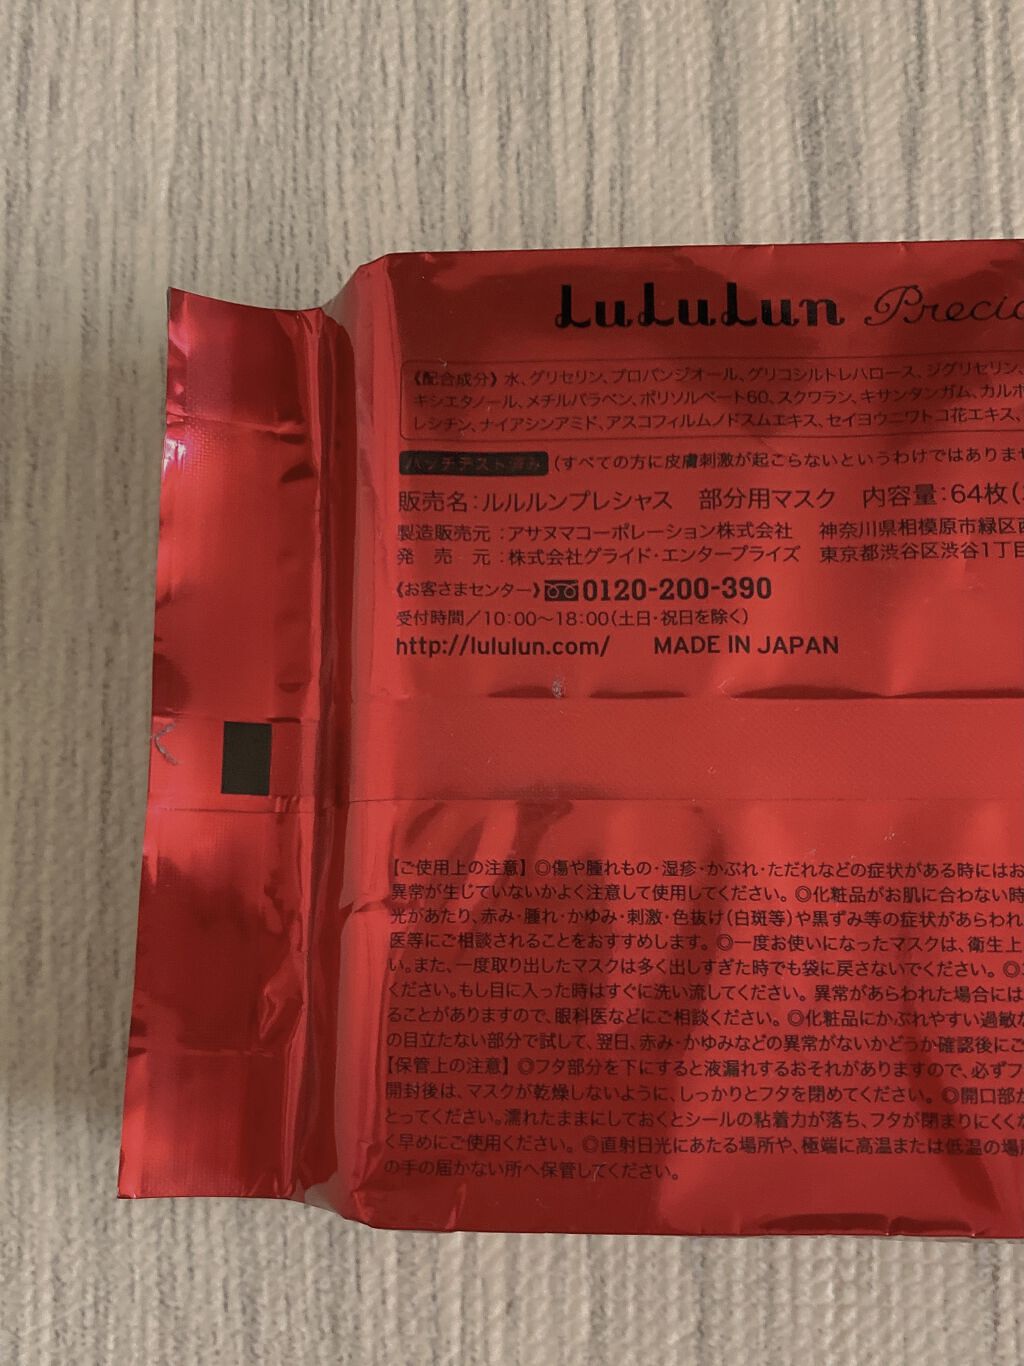 LuLuLun Precio
《配合成分》水、グリセリン、プロパンジオール、グリコシルトレハロース、ジグリセリン、
キシエタノール、メチルパラベン、ポリソルベート60、スクワラン、キサンタンガム、カルボ
レシチン、ナイアシンアミド、アスコフィルムノドスムエキス、セイヨウニワトコ花エキス、
パッチテスト済み (すべての方に皮膚刺激が起こらないというわけではありませ
販売名：ルルルンプレシャス 部分用マスク 内容量：64枚(
製造販売元：アサヌマコーポレーション株式会社 神奈川県相模原市緑区西
発 売 元：株式会社グライド・エンタープライズ 東京都渋谷区渋谷1丁目
《お客さまセンター》0120-200-390
受付時間／10：00～18：00(土日・祝日を除く)
http://lululun.com/ MADE IN JAPAN
【ご使用上の注意】◎傷や腫れもの・湿疹・かぶれ・ただれなどの症状がある時にはお
異常が生じていないかよく注意して使用してください。◎化粧品がお肌に合わない時
光があたり、赤み・腫れ・かゆみ・刺激・色抜け(白斑等)や黒ずみ等の症状があらわれ
医等にご相談されることをおすすめします。◎一度お使いになったマスクは、衛生上
い。また、一度取り出したマスクは多く出しすぎた時でも袋に戻さないでください。◎
ください。もし目に入った時はすぐに洗い流してください。異常があらわれた場合には
ることがありますので、眼科医などにご相談ください。◎化粧品にかぶれやすい過敏な
の目立たない部分で試して、翌日、赤み・かゆみなどの異常がないかどうか確認後にご
【保管上の注意】◎フタ部分を下にすると液漏れするおそれがありますので、必ずフ
開封後は、マスクが乾燥しないように、しっかりとフタを閉めてください。◎開口部が
とってください。濡れたままにしておくとシールの粘着力が落ち、フタが閉まりにくくな
く早めにご使用ください。◎直射日光にあたる場所や、極端に高温または低温の場所
の手の届かない所へ保管してください。